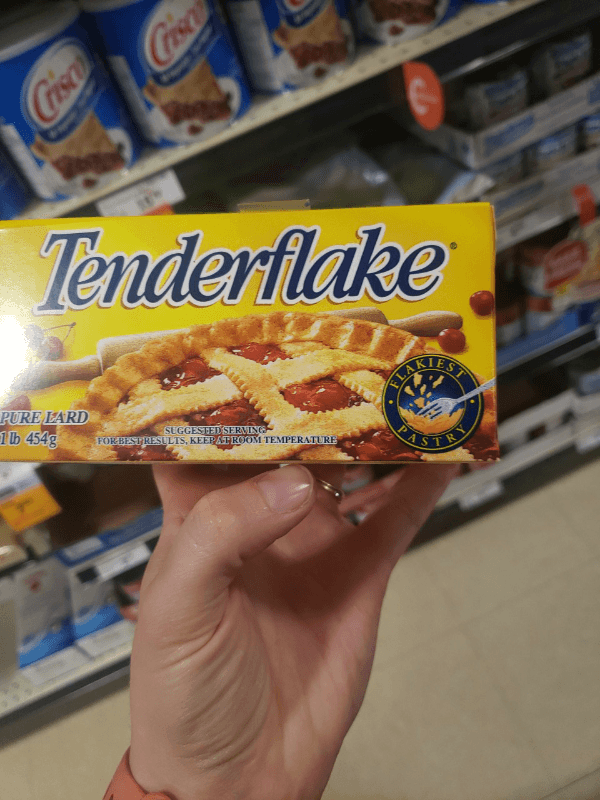 Crisco
Crisco
Tenderflake®
FLAKIEST
PASTRY
PURE LARD
1 lb 454g
SUGGESTED SERVING
FOR BEST RESULTS, KEEP AT ROOM TEMPERATURE